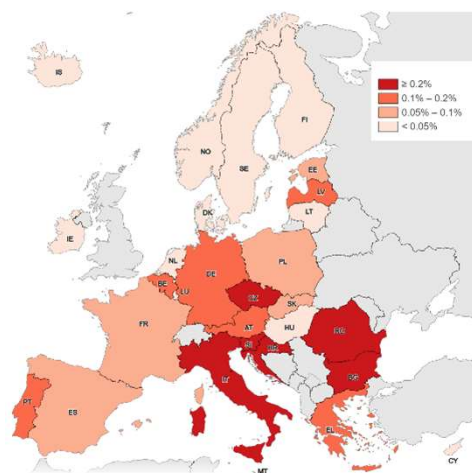 IS
≥ 0.2%
0.1% – 0.2%
0.05% – 0.1%
< 0.05%
FI
NO
SE
EE
LV
DK
LT
IE
NL
DE
PL
BE
LU
CZ
SK
FR
AT
HU
RO
SI
HR
IT
BG
PT
ES
EL
CY
MT